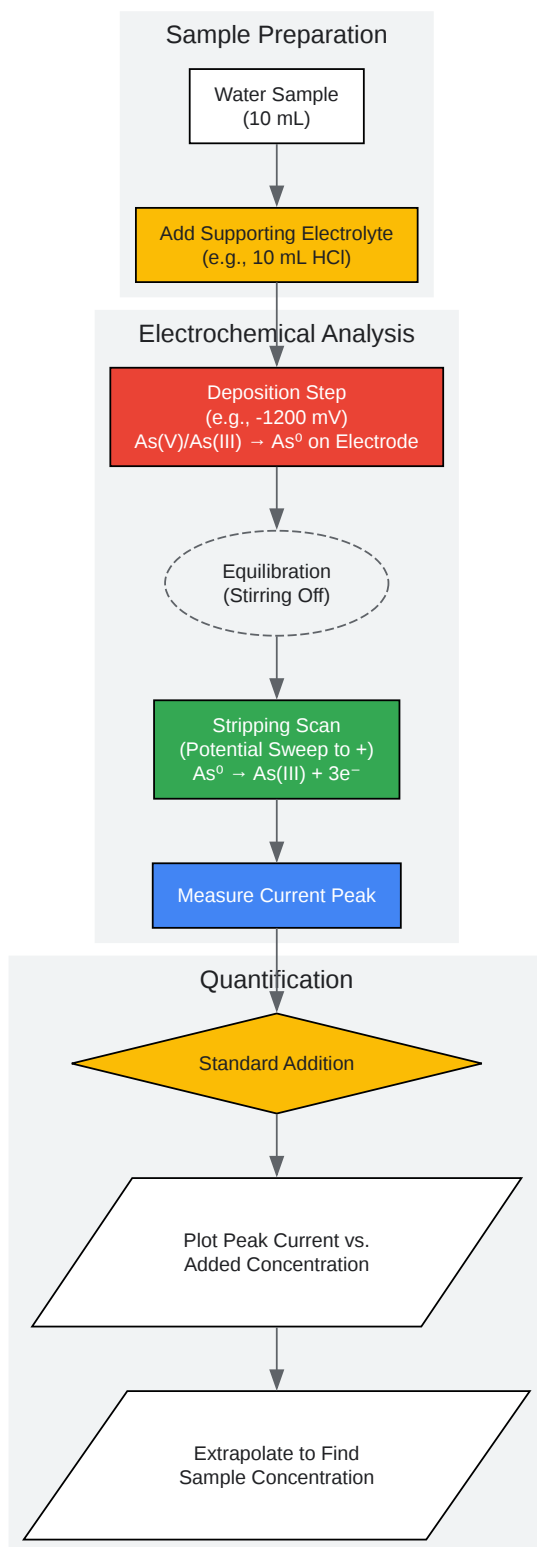 Sample Preparation
Water Sample
(10 mL)
Add Supporting Electrolyte
(e.g., 10 mL HCl)
Electrochemical Analysis
Deposition Step
(e.g., -1200 mV)
As(V)/As(III) → As⁰ on Electrode
Equilibration
(Stirring Off)
Stripping Scan
(Potential Sweep to +)
As⁰ → As(III) + 3e⁻
Measure Current Peak
Quantification
Standard Addition
Plot Peak Current vs.
Added Concentration
Extrapolate to Find
Sample Concentration